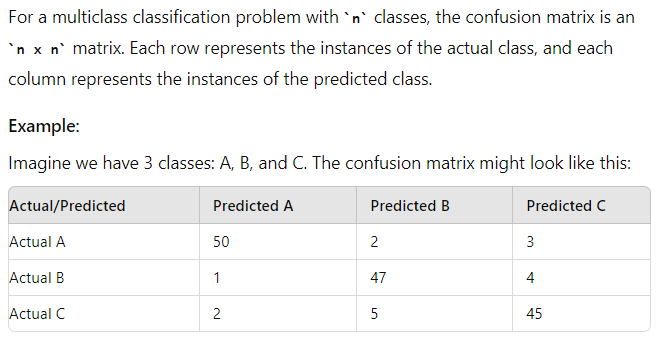 For a multiclass classification problem with `n` classes, the confusion matrix is an
`n x n` matrix. Each row represents the instances of the actual class, and each
column represents the instances of the predicted class.
Example:
Imagine we have 3 classes: A, B, and C. The confusion matrix might look like this:
Actual/Predicted Predicted A Predicted B Predicted C
Actual A 50 2 3
Actual B 1 47 4
Actual C 2 5 45